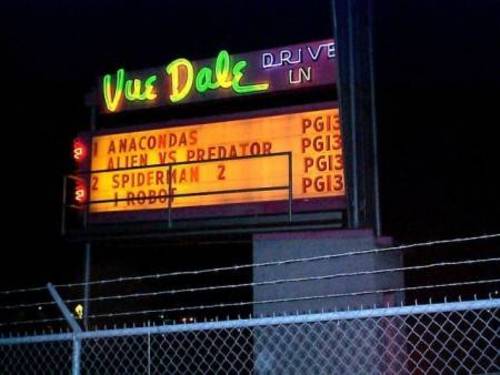 Vue Dale DRIVE
IN
1 ANACONDAS PG13
ALIEN VS PREDATOR PG13
2 SPIDERMAN 2 PG13
I ROBOT PG13